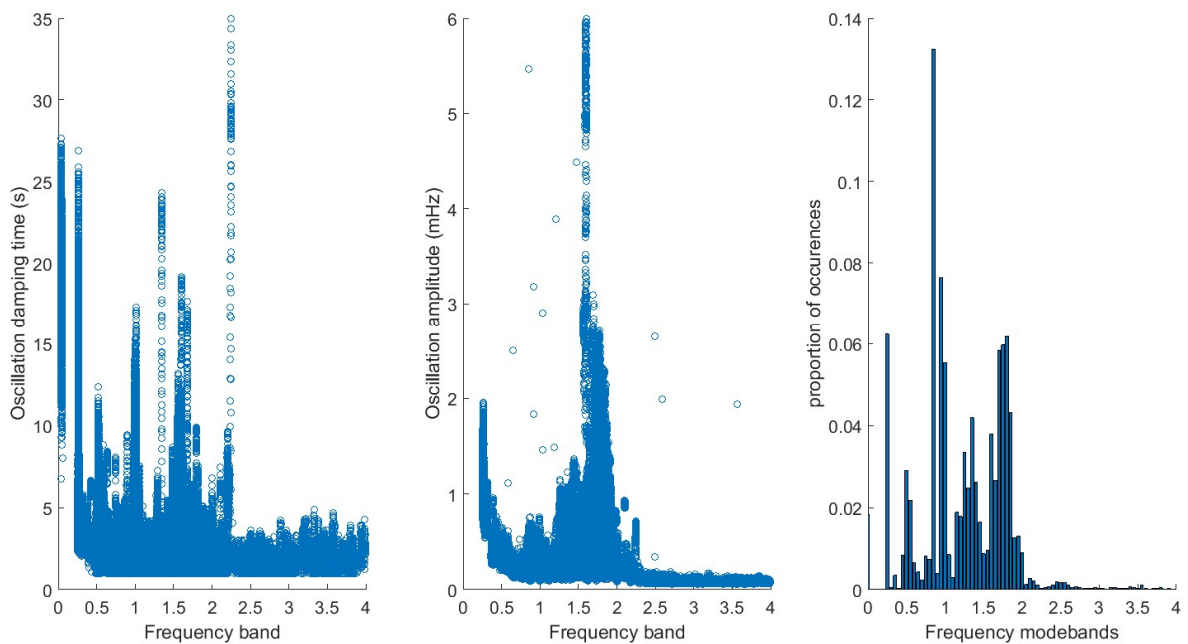 35
30
25
20
15
10
5
0
Oscillation damping time (s)
0 0.5 1 1.5 2 2.5 3 3.5 4
Frequency band
6
5
4
3
2
1
0
Oscillation amplitude (mHz)
0 0.5 1 1.5 2 2.5 3 3.5 4
Frequency band
0.14
0.12
0.1
0.08
0.06
0.04
0.02
0
proportion of occurences
0 0.5 1 1.5 2 2.5 3 3.5 4
Frequency modebands